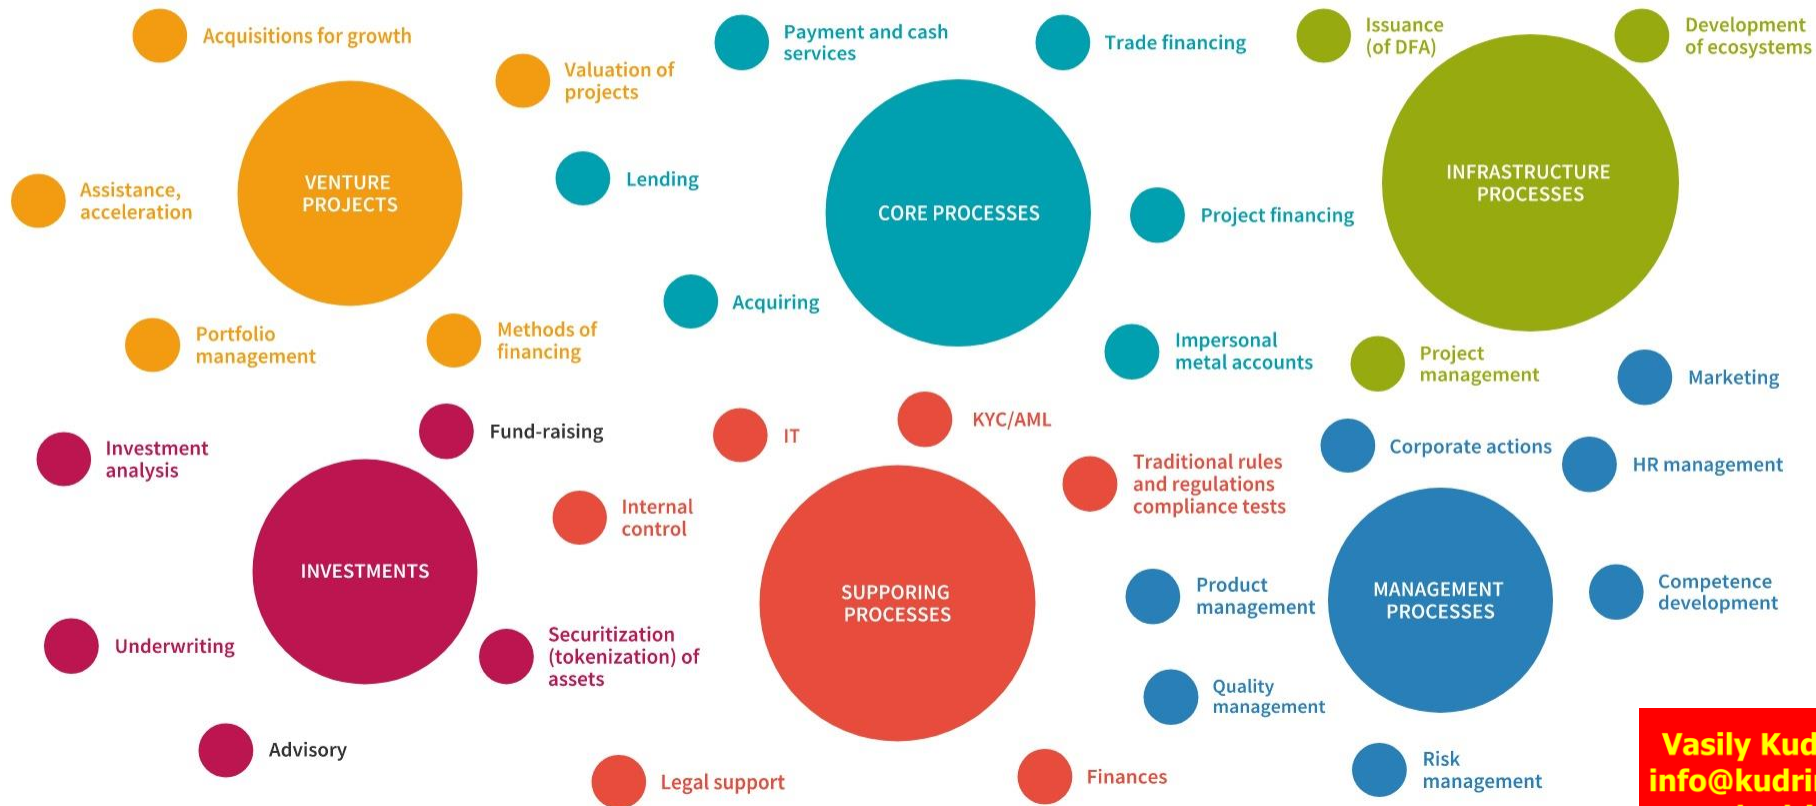 Acquisitions for growth
Valuation of
projects
VENTURE
PROJECTS
Assistance,
acceleration
Portfolio
management
Methods of
financing
Payment and cash
services
Trade financing
Lending
CORE PROCESSES
Project financing
Acquiring
Impersonal
metal accounts
Issuance
(of DFA)
Development
of ecosystems
INFRASTRUCTURE
PROCESSES
Project
management
Investment
analysis
Fund-raising
INVESTMENTS
Underwriting
Securitization
(tokenization) of
assets
Advisory
IT
KYC/AML
Internal
control
Traditional rules
and regulations
compliance tests
SUPPORING
PROCESSES
Legal support
Finances
Marketing
Corporate actions
HR management
Product
management
MANAGEMENT
PROCESSES
Competence
development
Quality
management
Risk
management
Vasily Kud
info@kudri